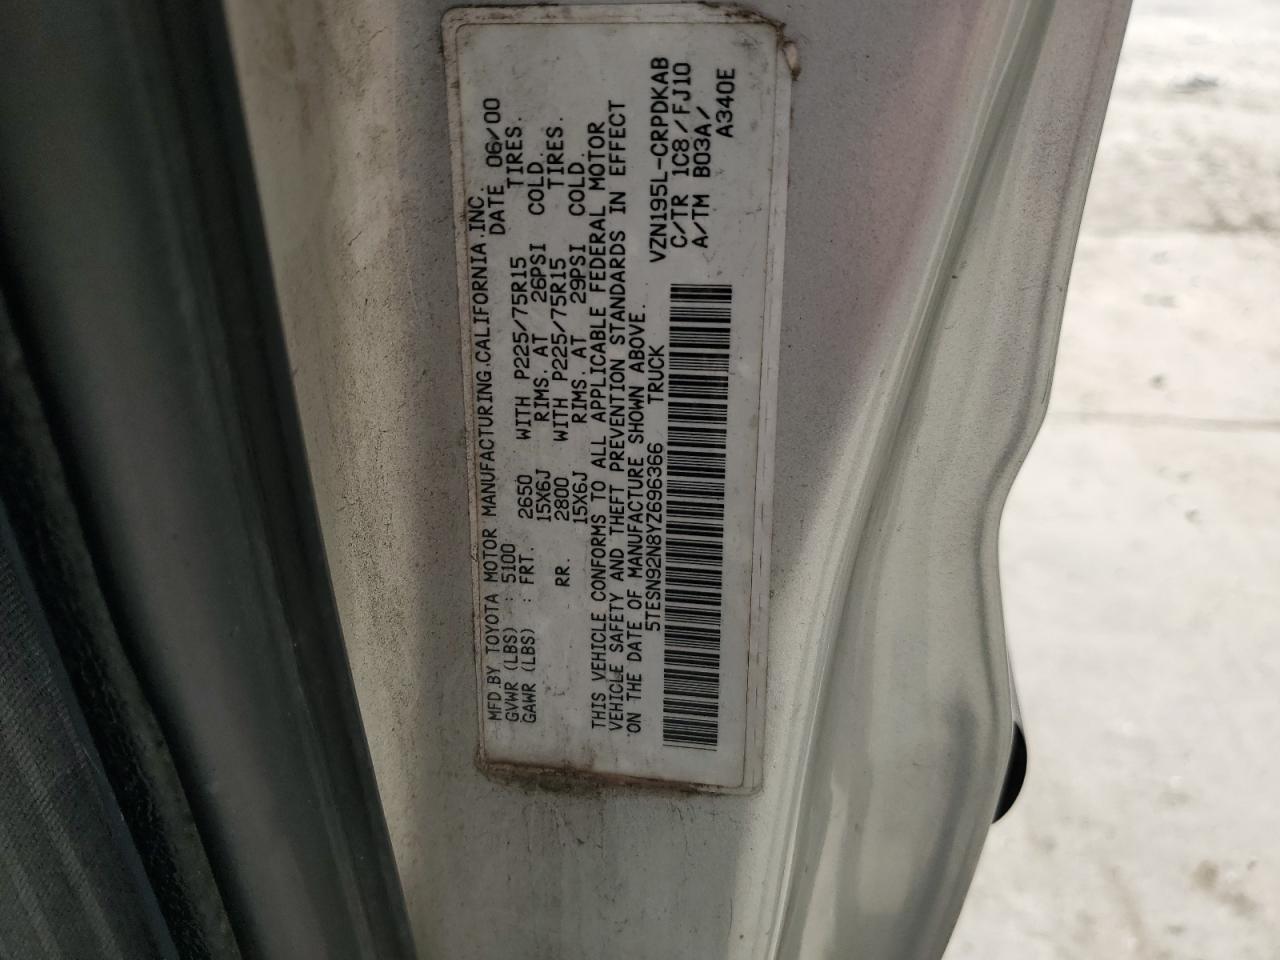 MFD.BY TOYOTA MOTOR MANUFACTURING.CALIFORNIA.INC.
GVWR (LBS) : 5100 DATE 06/00
GAWR (LBS) : FRT. 2650 WITH P225/75R15 TIRES.
15X6J RIMS. AT 26PSI COLD.
RR. 2800 WITH P225/75R15 TIRES.
15X6J RIMS. AT 29PSI COLD.
THIS VEHICLE CONFORMS TO ALL APPLICABLE FEDERAL MOTOR
VEHICLE SAFETY AND THEFT PREVENTION STANDARDS IN EFFECT
ON THE DATE OF MANUFACTURE SHOWN ABOVE.
5TESN92N8YZ696366 TRUCK
VZN195L-CRPDKAB
C/TR 1C8/FJ10
A/TM B03A/
A340E